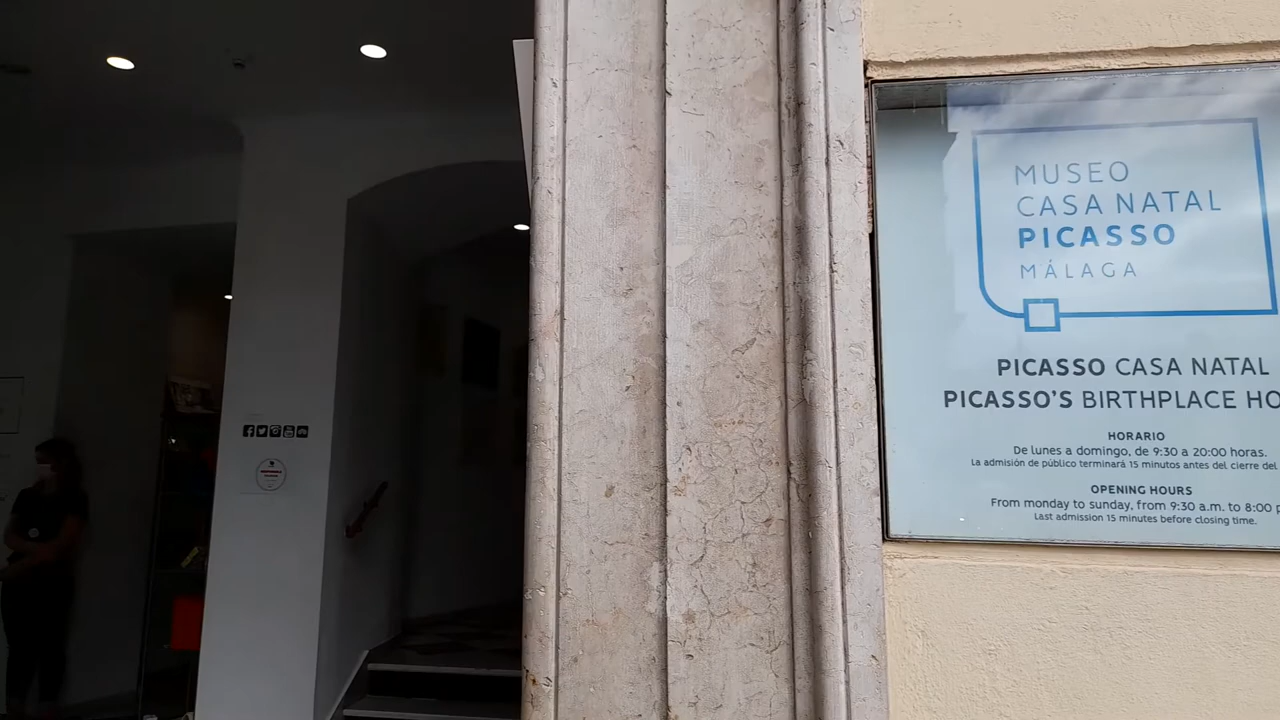 MUSEO
CASA NATAL
PICASSO
MÁLAGA
PICASSO CASA NATAL
PICASSO'S BIRTHPLACE HO
HORARIO
De lunes a domingo, de 9:30 a 20:00 horas.
La admisión de público terminará 15 minutos antes del cierre del
OPENING HOURS
From monday to sunday, from 9:30 a.m. to 8:00 p
Last admission 15 minutes before closing time.